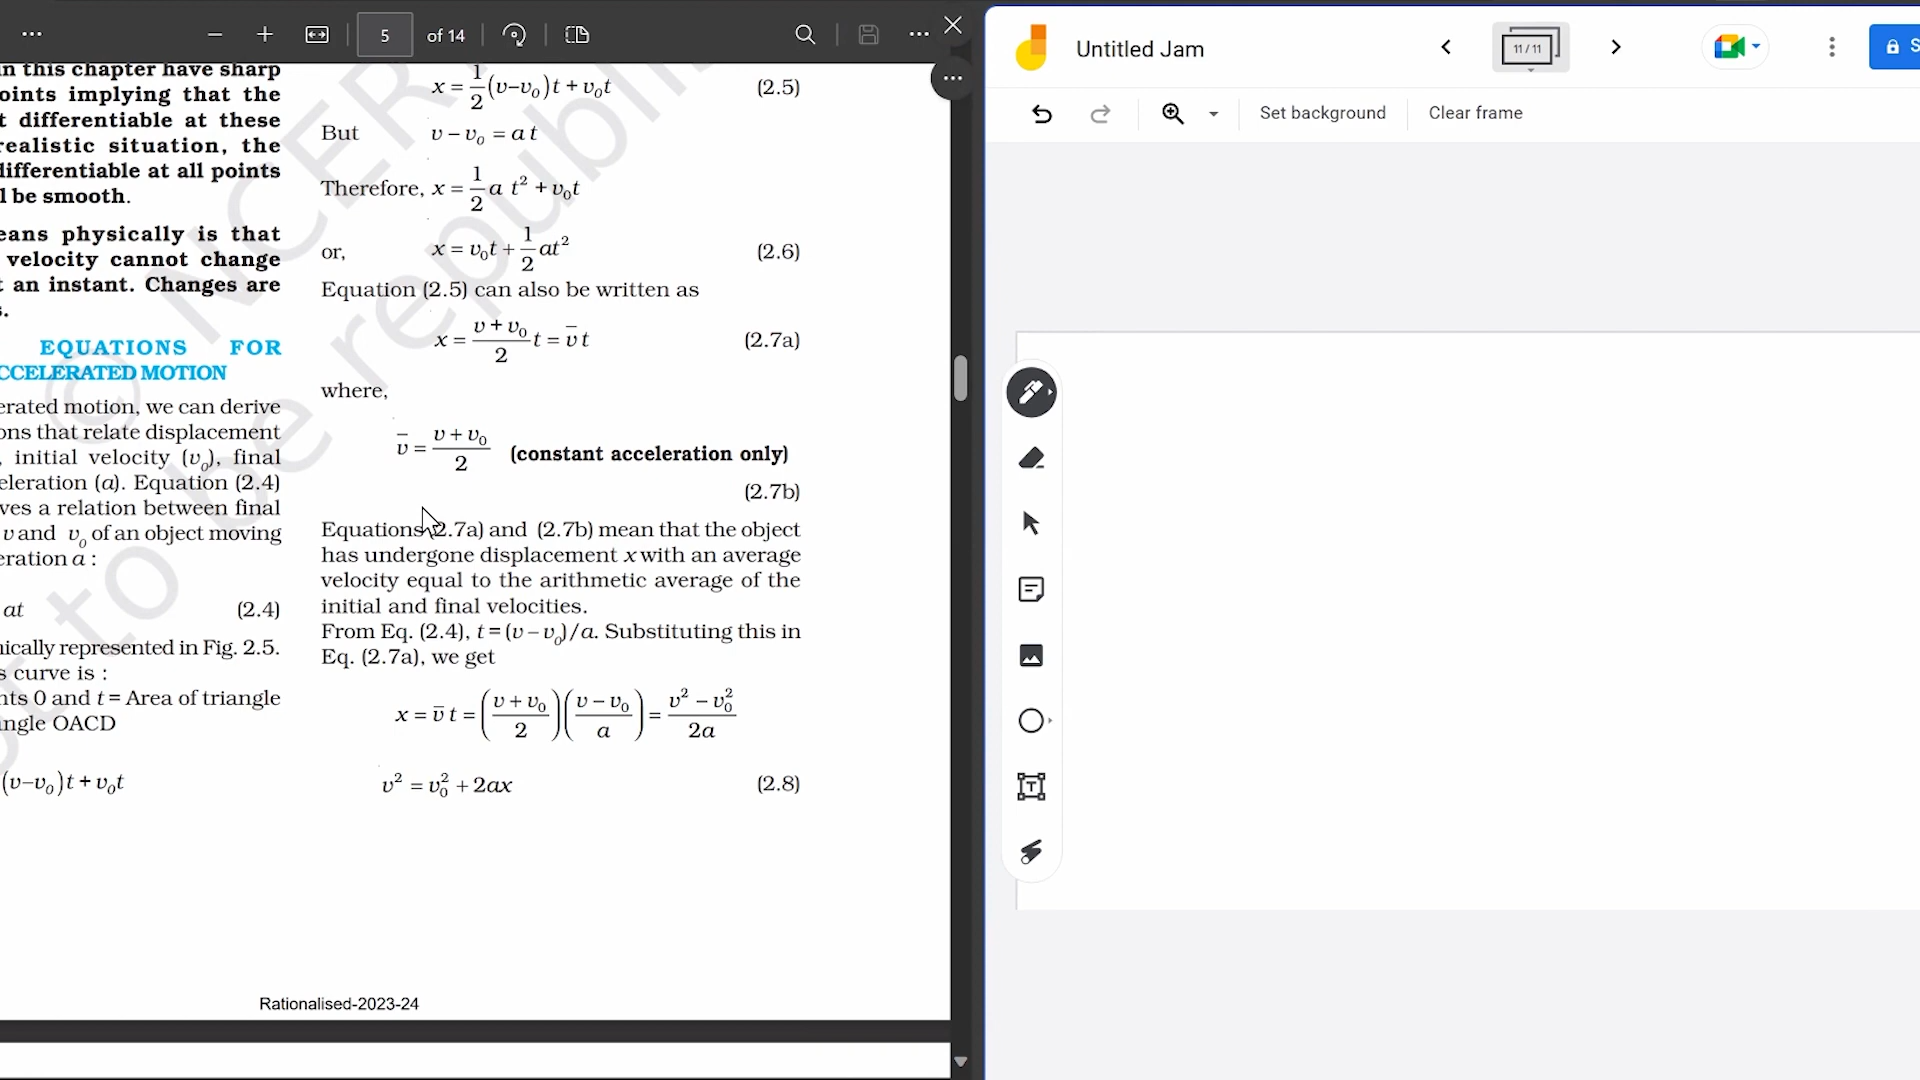 5 of 14
in this chapter have sharp
oints implying that the
t differentiable at these
realistic situation, the
differentiable at all points
l be smooth.
eans physically is that
velocity cannot change
t an instant. Changes are
s.
EQUATIONS FOR
CCELERATED MOTION
erated motion, we can derive
ons that relate displacement
, initial velocity (v₀), final
eleration (a). Equation (2.4)
ves a relation between final
v and v₀ of an object moving
eration a :
at (2.4)
nically represented in Fig. 2.5.
s curve is :
nts 0 and t = Area of triangle
ngle OACD
(v–v₀)t + v₀t
x = 1/2 (v–v₀)t + v₀t (2.5)
But v – v₀ = a t
Therefore, x = 1/2 a t² + v₀t
or, x = v₀t + 1/2 at² (2.6)
Equation (2.5) can also be written as
x = (v + v₀)/2 t = v̄ t (2.7a)
where,
v̄ = (v + v₀)/2 (constant acceleration only)
(2.7b)
Equations (2.7a) and (2.7b) mean that the object
has undergone displacement x with an average
velocity equal to the arithmetic average of the
initial and final velocities.
From Eq. (2.4), t = (v – v₀)/a. Substituting this in
Eq. (2.7a), we get
x = v̄ t = ((v + v₀)/2)((v – v₀)/a) = (v² – v₀²)/2a
v² = v₀² + 2ax (2.8)
Rationalised-2023-24
© NCER
to be republi
Untitled Jam
11 / 11
S
Set background
Clear frame